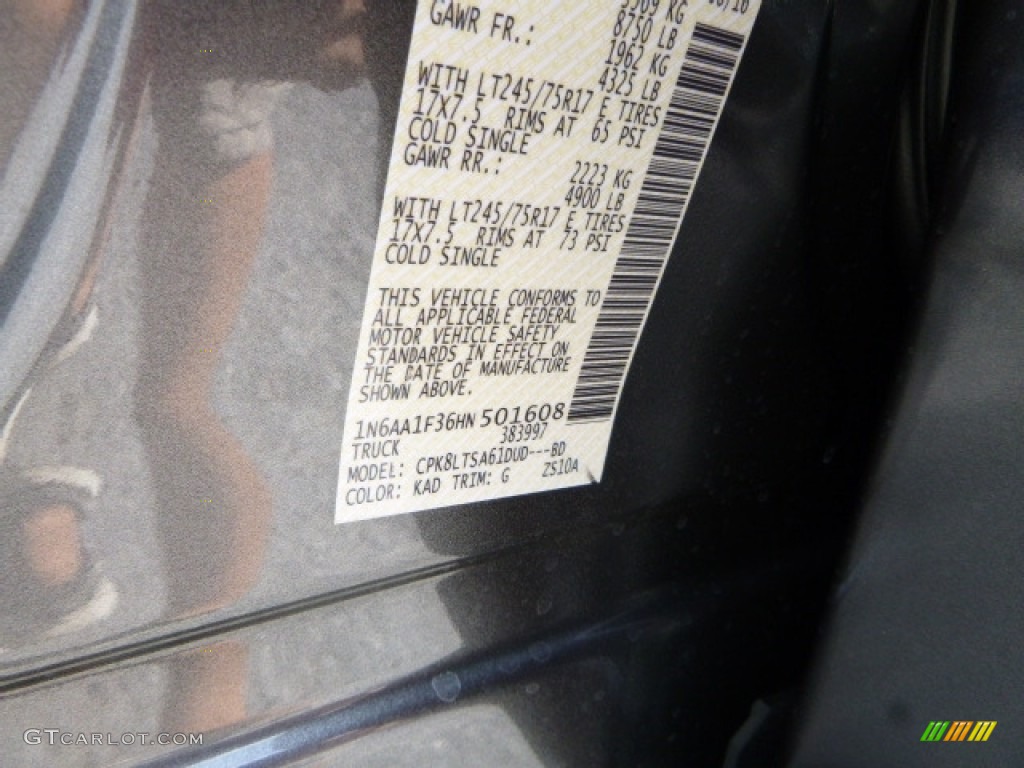 KG
8750 LB
GAWR FR.:
1962 KG
4325 LB
WITH LT245/75R17 E TIRES
17X7.5 RIMS AT 65 PSI
COLD SINGLE
GAWR RR.:
2223 KG
4900 LB
WITH LT245/75R17 E TIRES
17X7.5 RIMS AT 73 PSI
COLD SINGLE
THIS VEHICLE CONFORMS TO
ALL APPLICABLE FEDERAL
MOTOR VEHICLE SAFETY
STANDARDS IN EFFECT ON
THE DATE OF MANUFACTURE
SHOWN ABOVE.
1N6AA1F36HN501608
383997
TRUCK
MODEL: CPK8LTSA61DUD---BD
COLOR: KAD TRIM: G ZS10A
GTCARLOT.COM